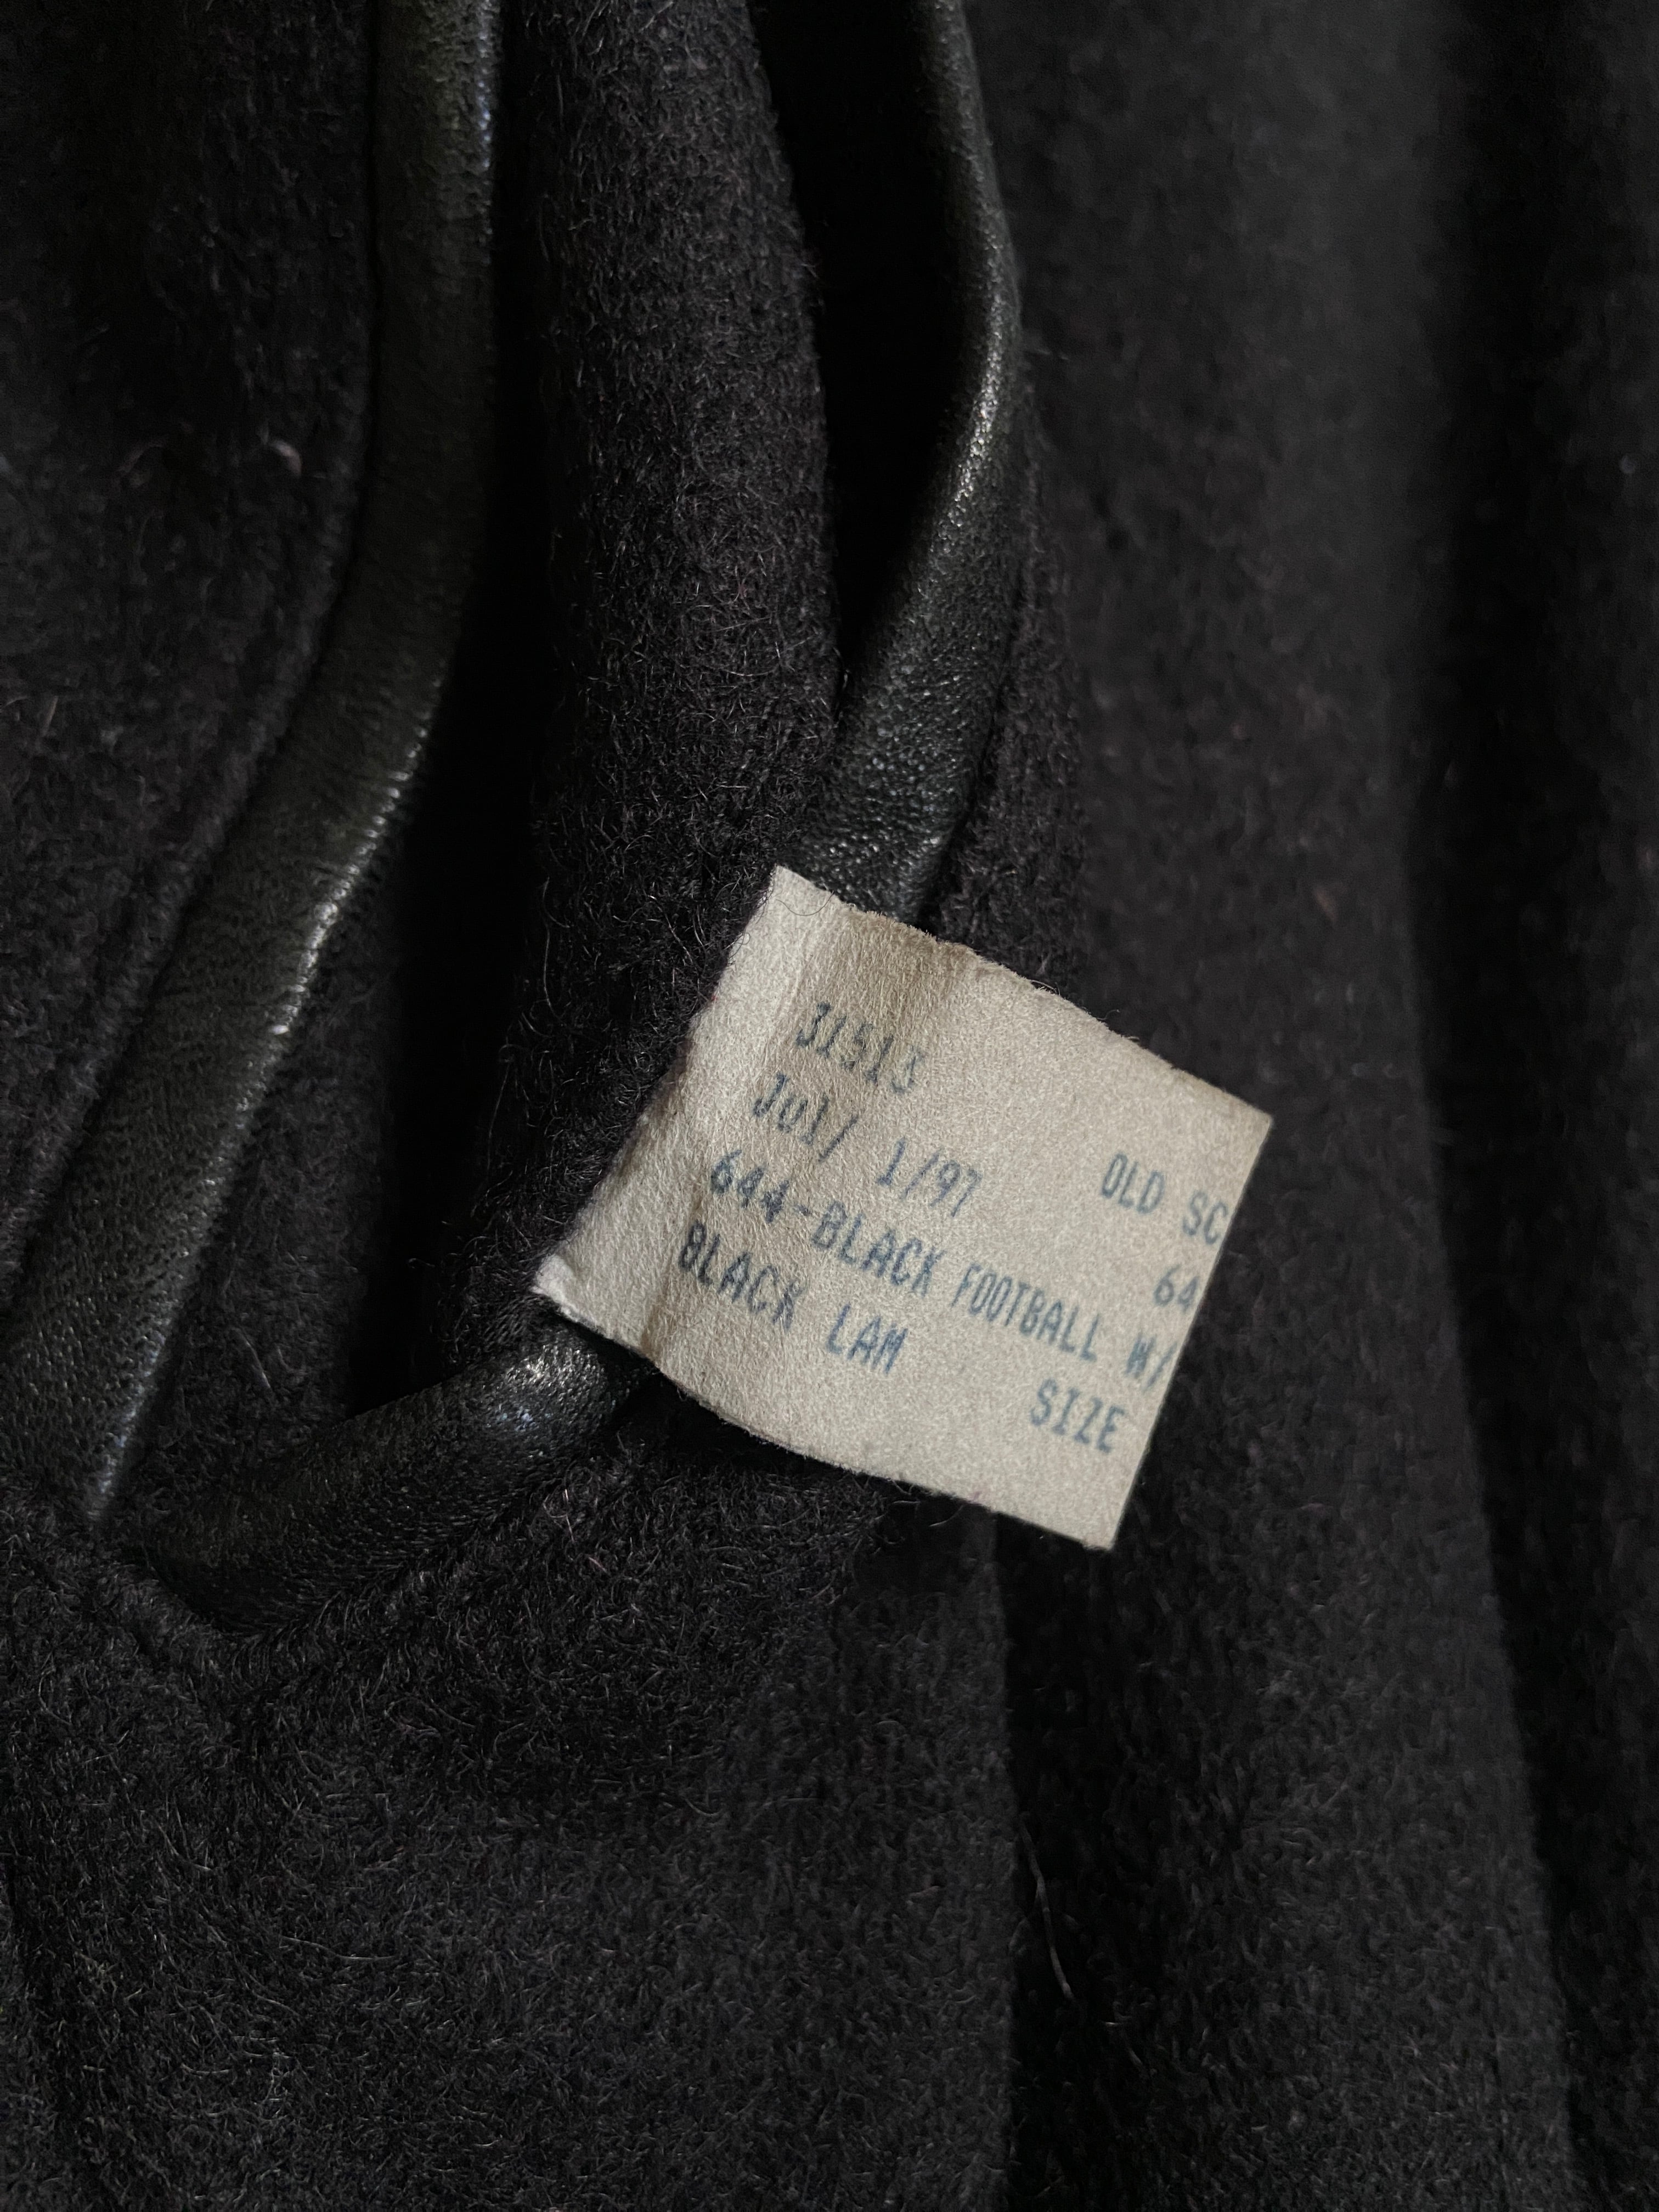 31513
Jul/ 1/97 OLD SC
644-BLACK FOOTBALL W/ 64
BLACK LAM SIZE